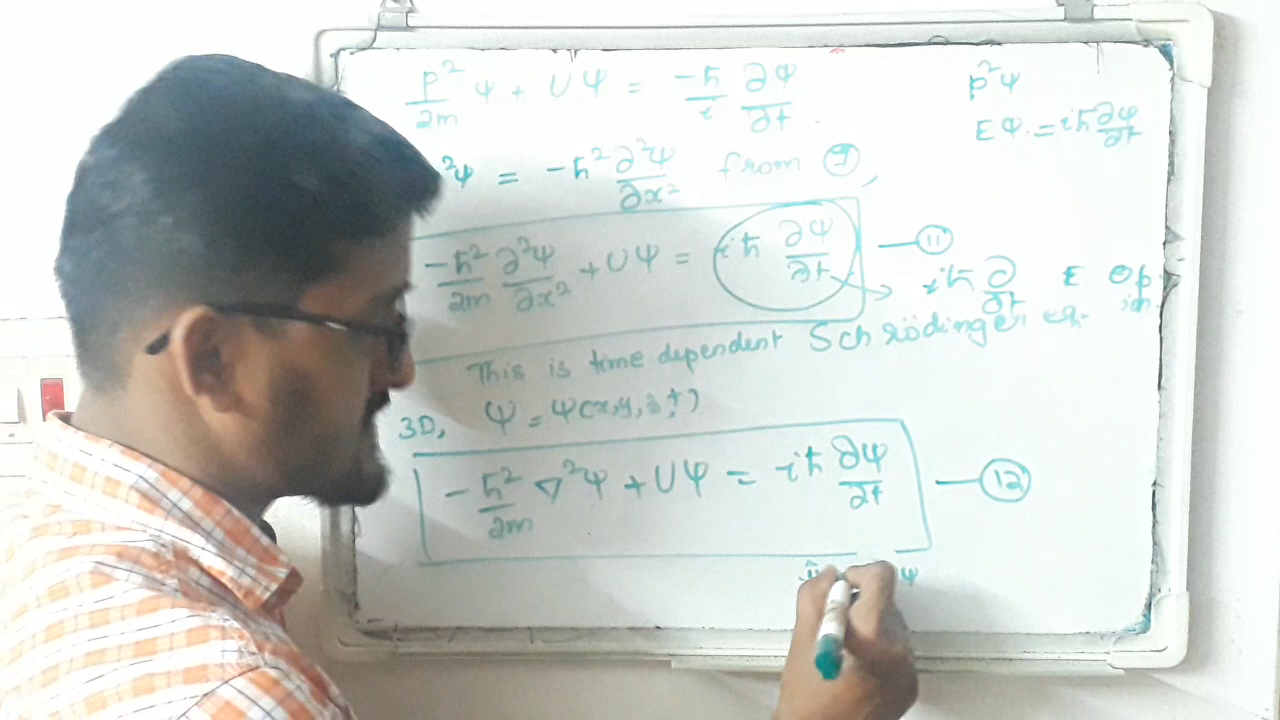 p²/2m ψ + Uψ = -ħ/i ∂ψ/∂t .
p²ψ
Eψ. = iħ ∂ψ/∂t
²ψ = -ħ² ∂²ψ/∂x² from ⑨,
-ħ²/2m ∂²ψ/∂x² + Uψ = iħ ∂ψ/∂t — ⑪
iħ ∂/∂t E Op
This is time dependent Schrödinger eq.
3D, ψ = ψ(x,y,z,t)
-ħ²/2m ∇²ψ + Uψ = iħ ∂ψ/∂t — ⑫
ψ